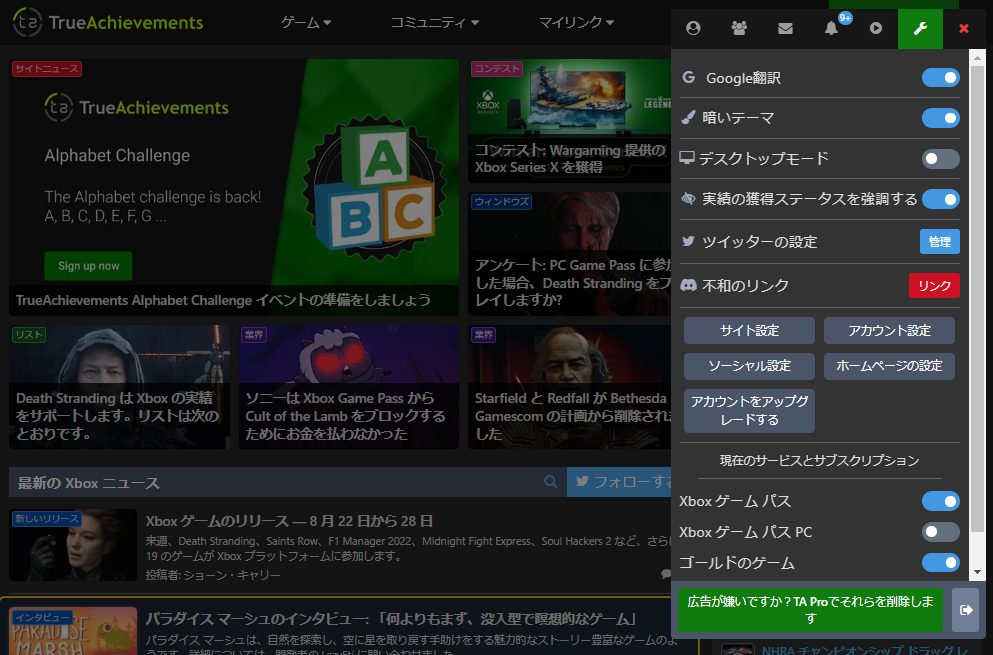 TrueAchievements
ゲーム
コミュニティ
マイリンク
9+
サイトニュース
TrueAchievements
Alphabet Challenge
The Alphabet challenge is back!
A, B, C, D, E, F, G ...
Sign up now
A
B C
TrueAchievements Alphabet Challenge イベントの準備をしましょう
コンテスト
XBOX
LEGEN
コンテスト: Wargaming 提供の
Xbox Series X を獲得
ウィンドウズ
アンケート: PC Game Pass に参
した場合、Death Stranding をプ
レイしますか?
リスト
Death Stranding は Xbox の実績
をサポートします。リストは次の
とおりです。
業界
ソニーは Xbox Game Pass から
Cult of the Lamb をブロックする
ためにお金を払わなかった
業界
Starfield と Redfall が Bethesda
Gamescom の計画から削除され
した
最新の Xbox ニュース
フォローする
新しいリリース
Xbox ゲームのリリース — 8 月 22 日から 28 日
来週、Death Stranding、Saints Row、F1 Manager 2022、Midnight Fight Express、Soul Hackers 2 など、さら
19 のゲームが Xbox プラットフォームに参加します。
投稿者: ショーン・キャリー
インタビュー
PARADISE
MARSH
パラダイス マーシュのインタビュー: 「何よりもまず、没入型で瞑想的なゲーム」
パラダイス マーシュは、自然を探索し、空に星を取り戻す手助けをする魅力的なストーリー豊富なゲームの
Google翻訳
暗いテーマ
デスクトップモード
実績の獲得ステータスを強調する
ツイッターの設定
管理
不和のリンク
リンク
サイト設定
アカウント設定
ソーシャル設定
ホームページの設定
アカウントをアップグ
レードする
現在のサービスとサブスクリプション
Xbox ゲーム パス
Xbox ゲーム パス PC
ゴールドのゲーム
広告が嫌いですか？TA Proでそれらを削除しま
す
NHRA チャンピオンシップ ドラッグ レ